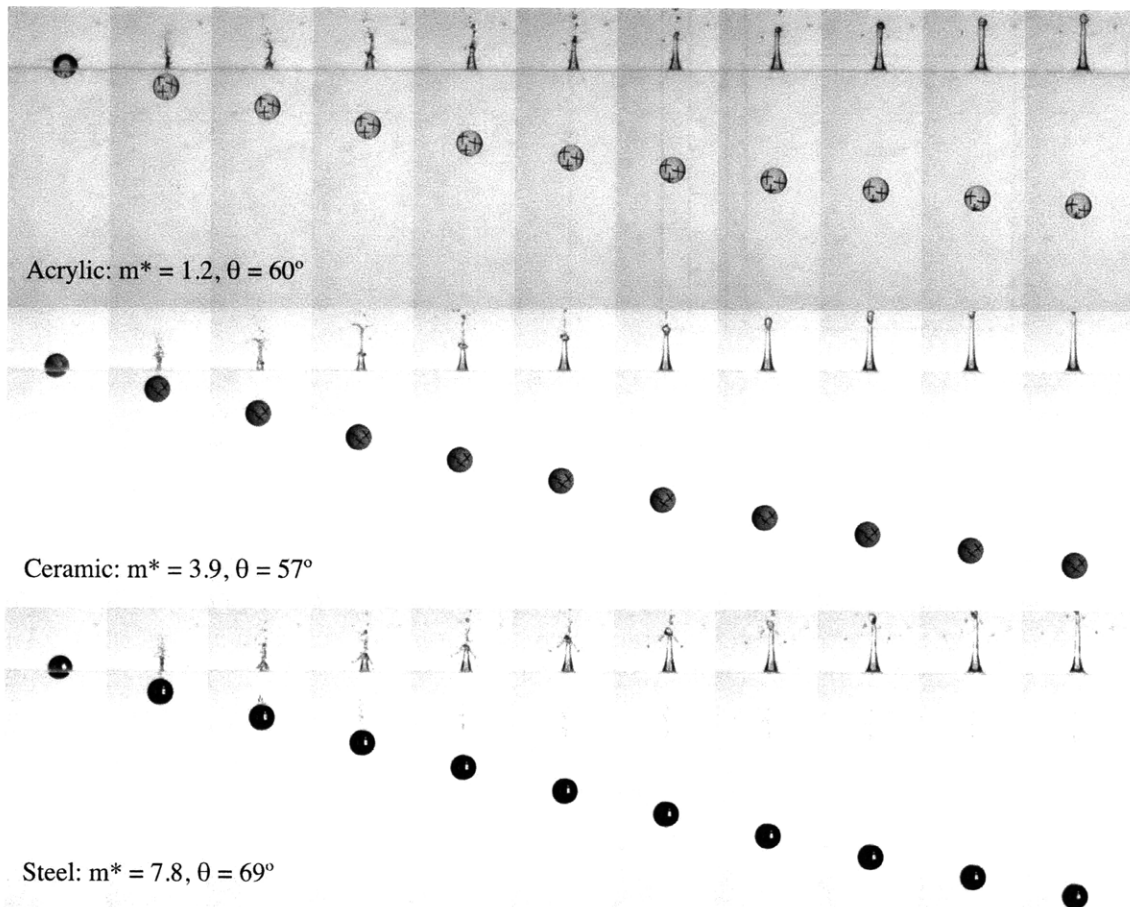 Acrylic: m* = 1.2, θ = 60º
Ceramic: m* = 3.9, θ = 57º
Steel: m* = 7.8, θ = 69º